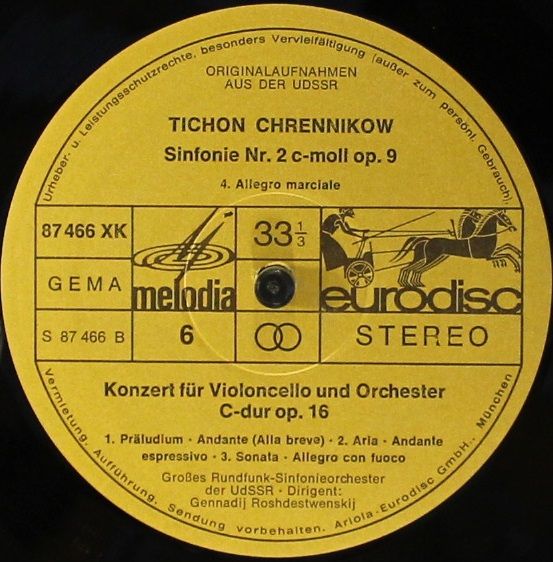 Urheber- u. Leistungsschutzrechte, besonders Vervielfältigung (außer zum persönl. Gebrauch),
ORIGINALAUFNAHMEN
AUS DER UDSSR
TICHON CHRENNIKOW
Sinfonie Nr. 2 c-moll op. 9
4. Allegro marciale
87 466 XK
33 1/3
GEMA
melodia
eurodisc
S 87 466 B
6
STEREO
Konzert für Violoncello und Orchester
C-dur op. 16
1. Präludium · Andante (Alla breve) · 2. Aria · Andante
espressivo · 3. Sonata · Allegro con fuoco
Großes Rundfunk-Sinfonieorchester
der UdSSR · Dirigent:
Gennadij Roshdestwenskij
Vermietung, Aufführung, Sendung vorbehalten. Ariola-Eurodisc GmbH., München